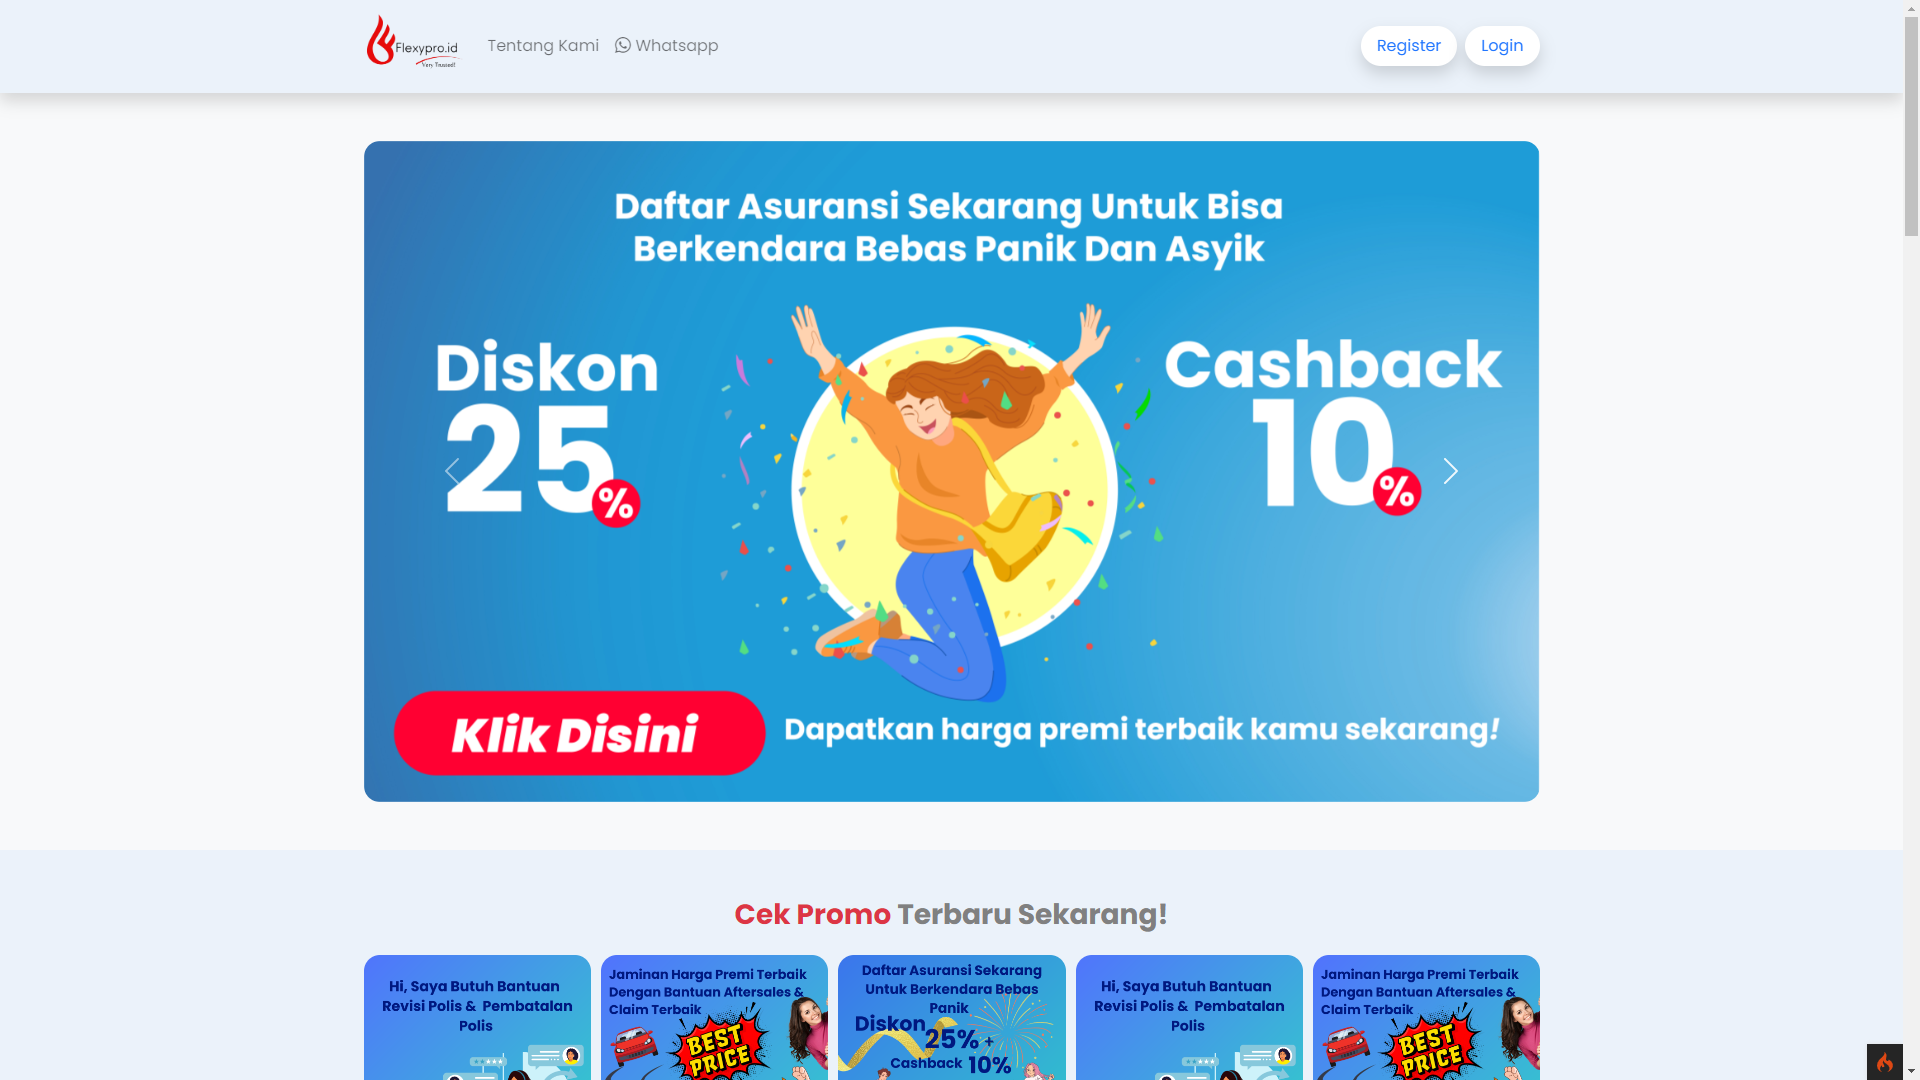 Flexypro.id
Very Trusted!
Tentang Kami
Whatsapp
Register
Login
Daftar Asuransi Sekarang Untuk Bisa
Berkendara Bebas Panik Dan Asyik
Diskon
25%
Cashback
10%
Klik Disini
Dapatkan harga premi terbaik kamu sekarang!
Cek Promo Terbaru Sekarang!
Hi, Saya Butuh Bantuan
Revisi Polis & Pembatalan
Polis
Jaminan Harga Premi Terbaik
Dengan Bantuan Aftersales &
Claim Terbaik
BEST
PRICE
Daftar Asuransi Sekarang
Untuk Berkendara Bebas
Panik
Diskon 25% +
Cashback 10%
Hi, Saya Butuh Bantuan
Revisi Polis & Pembatalan
Polis
Jaminan Harga Premi Terbaik
Dengan Bantuan Aftersales &
Claim Terbaik
BEST
PRICE